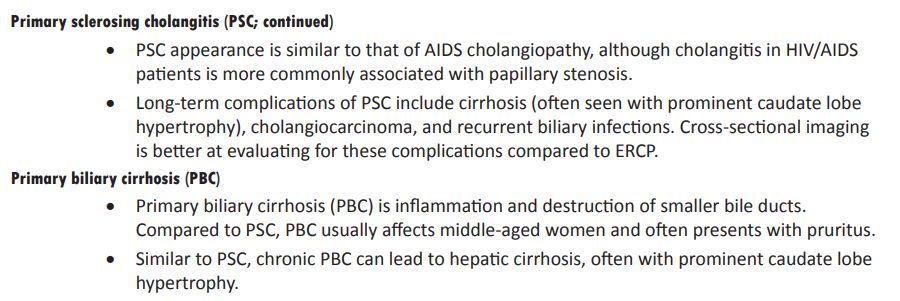 Primary sclerosing cholangitis (PSC; continued)
• PSC appearance is similar to that of AIDS cholangiopathy, although cholangitis in HIV/AIDS
patients is more commonly associated with papillary stenosis.
• Long-term complications of PSC include cirrhosis (often seen with prominent caudate lobe
hypertrophy), cholangiocarcinoma, and recurrent biliary infections. Cross-sectional imaging
is better at evaluating for these complications compared to ERCP.
Primary biliary cirrhosis (PBC)
• Primary biliary cirrhosis (PBC) is inflammation and destruction of smaller bile ducts.
Compared to PSC, PBC usually affects middle-aged women and often presents with pruritus.
• Similar to PSC, chronic PBC can lead to hepatic cirrhosis, often with prominent caudate lobe
hypertrophy.